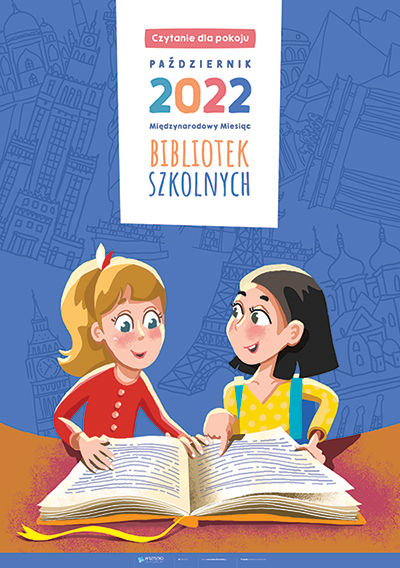 Czytanie dla pokoju
PAŹDZIERNIK
2022
Międzynarodowy Miesiąc
BIBLIOTEK
SZKOLNYCH